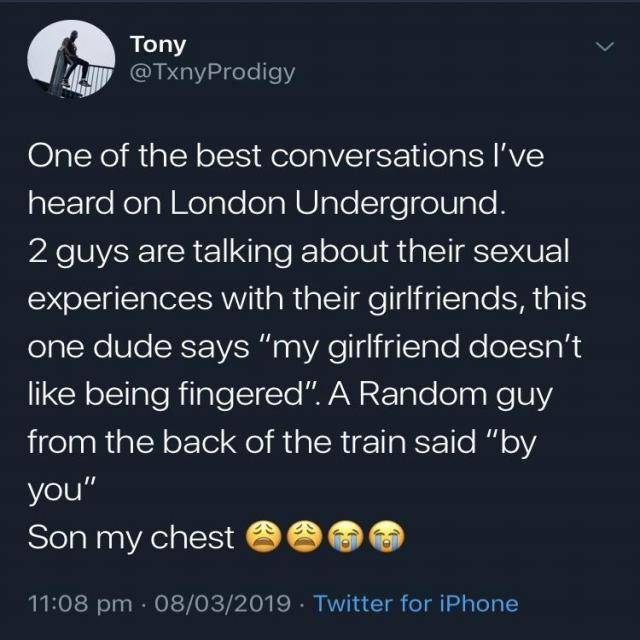 Tony
@TxnyProdigy
One of the best conversations I've
heard on London Underground.
2 guys are talking about their sexual
experiences with their girlfriends, this
one dude says "my girlfriend doesn't
like being fingered". A Random guy
from the back of the train said "by
you"
Son my chest 😩😩😭😭
11:08 pm · 08/03/2019 · Twitter for iPhone